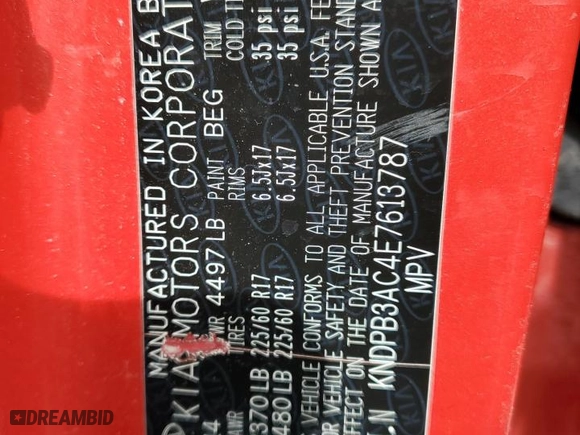 MANUFACTURED IN KOREA B
KIA MOTORS CORPORAT
4 4497LB PAINT BEG TRIM
TIRES RIMS COLD TI
370LB 225/60 R17 6.5Jx17 35 psi
480LB 225/60 R17 6.5Jx17 35 psi
VEHICLE CONFORMS TO ALL APPLICABLE U.S.A. FE
VEHICLE SAFETY AND THEFT PREVENTION STAND
EFFECT ON THE DATE OF MANUFACTURE SHOWN A
.N KNDPB3AC4E7613787
MPV
KIA
DREAMBID